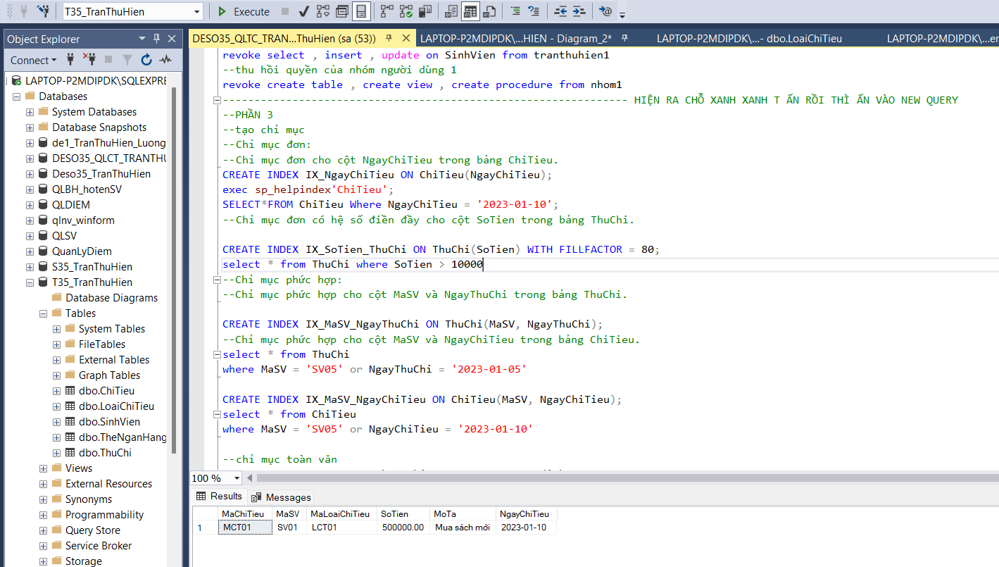 T35_TranThuHien
Execute
Object Explorer
Connect
LAPTOP-P2MDIPDK\SQLEXPRE
Databases
System Databases
Database Snapshots
de1_TranThuHien_Luong
DESO35_QLCT_TRANTHU
Deso35_TranThuHien
QLBH_hotenSV
QLDIEM
qlnv_winform
QLSV
QuanLyDiem
S35_TranThuHien
T35_TranThuHien
Database Diagrams
Tables
System Tables
FileTables
External Tables
Graph Tables
dbo.ChiTieu
dbo.LoaiChiTieu
dbo.SinhVien
dbo.TheNganHang
dbo.ThuChi
Views
External Resources
Synonyms
Programmability
Query Store
Service Broker
Storage
DESO35_QLTC_TRAN...ThuHien (sa (53))
LAPTOP-P2MDIPDK...HIEN - Diagram_2*
LAPTOP-P2MDIPDK\...- dbo.LoaiChiTieu
LAPTOP-P2MDIPDK\...er
revoke select , insert , update on SinhVien from tranthuhien1
--thu hồi quyền của nhóm người dùng 1
revoke create table , create view , create procedure from nhom1
--------------------------------------------------------------- HIỆN RA CHỖ XANH XANH T ẤN RỒI THÌ ẤN VÀO NEW QUERY
--PHẦN 3
--tạo chỉ mục
--Chỉ mục đơn:
--Chỉ mục đơn cho cột NgayChiTieu trong bảng ChiTieu.
CREATE INDEX IX_NgayChiTieu ON ChiTieu(NgayChiTieu);
exec sp_helpindex'ChiTieu';
SELECT*FROM ChiTieu Where NgayChiTieu = '2023-01-10';
--Chỉ mục đơn có hệ số điền đầy cho cột SoTien trong bảng ThuChi.
CREATE INDEX IX_SoTien_ThuChi ON ThuChi(SoTien) WITH FILLFACTOR = 80;
select * from ThuChi where SoTien > 10000
--Chỉ mục phức hợp:
--Chỉ mục phức hợp cho cột MaSV và NgayThuChi trong bảng ThuChi.
CREATE INDEX IX_MaSV_NgayThuChi ON ThuChi(MaSV, NgayThuChi);
--Chỉ mục phức hợp cho cột MaSV và NgayChiTieu trong bảng ChiTieu.
select * from ThuChi
where MaSV = 'SV05' or NgayThuChi = '2023-01-05'
CREATE INDEX IX_MaSV_NgayChiTieu ON ChiTieu(MaSV, NgayChiTieu);
select * from ChiTieu
where MaSV = 'SV05' or NgayChiTieu = '2023-01-10'
--chỉ mục toàn văn
100 %
Results Messages
MaChiTieu MaSV MaLoaiChiTieu SoTien MoTa NgayChiTieu
1 MCT01 SV01 LCT01 500000.00 Mua sách mới 2023-01-10